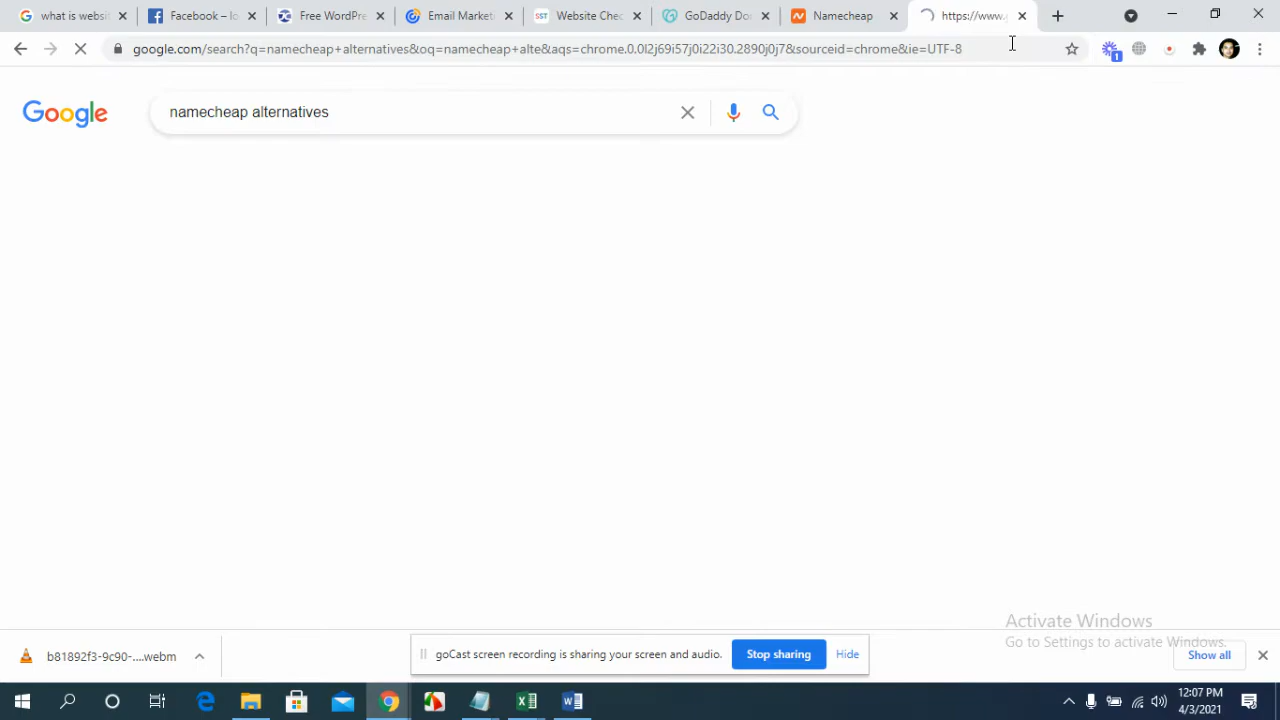 what is websit
Facebook – lo
Free WordPre
Email Marketi
SST Website Chec
GoDaddy Do
Namecheap
https://www.
google.com/search?q=namecheap+alternatives&oq=namecheap+alte&aqs=chrome.0.0l2j69i57j0i22i30.2890j0j7&sourceid=chrome&ie=UTF-8
1
Google
namecheap alternatives
Activate Windows
Go to Settings to activate Windows.
b81892f3-9c90-....webm
goCast screen recording is sharing your screen and audio.
Stop sharing
Hide
Show all
12:07 PM
4/3/2021